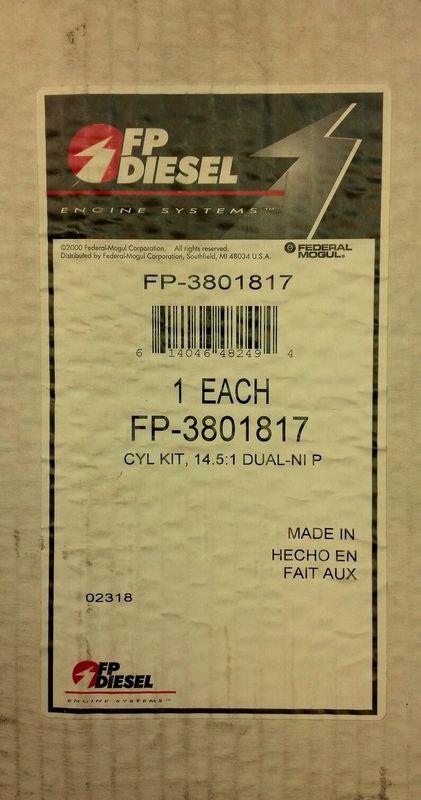 FP
DIESEL
ENGINE SYSTEMS™
©2000 Federal-Mogul Corporation. All rights reserved.
Distributed by Federal-Mogul Corporation, Southfield, MI 48034 U.S.A.
FEDERAL
MOGUL®
FP-3801817
6 14046 48249 4
1 EACH
FP-3801817
CYL KIT, 14.5:1 DUAL-NI P
MADE IN
HECHO EN
FAIT AUX
02318
FP
DIESEL
ENGINE SYSTEMS™